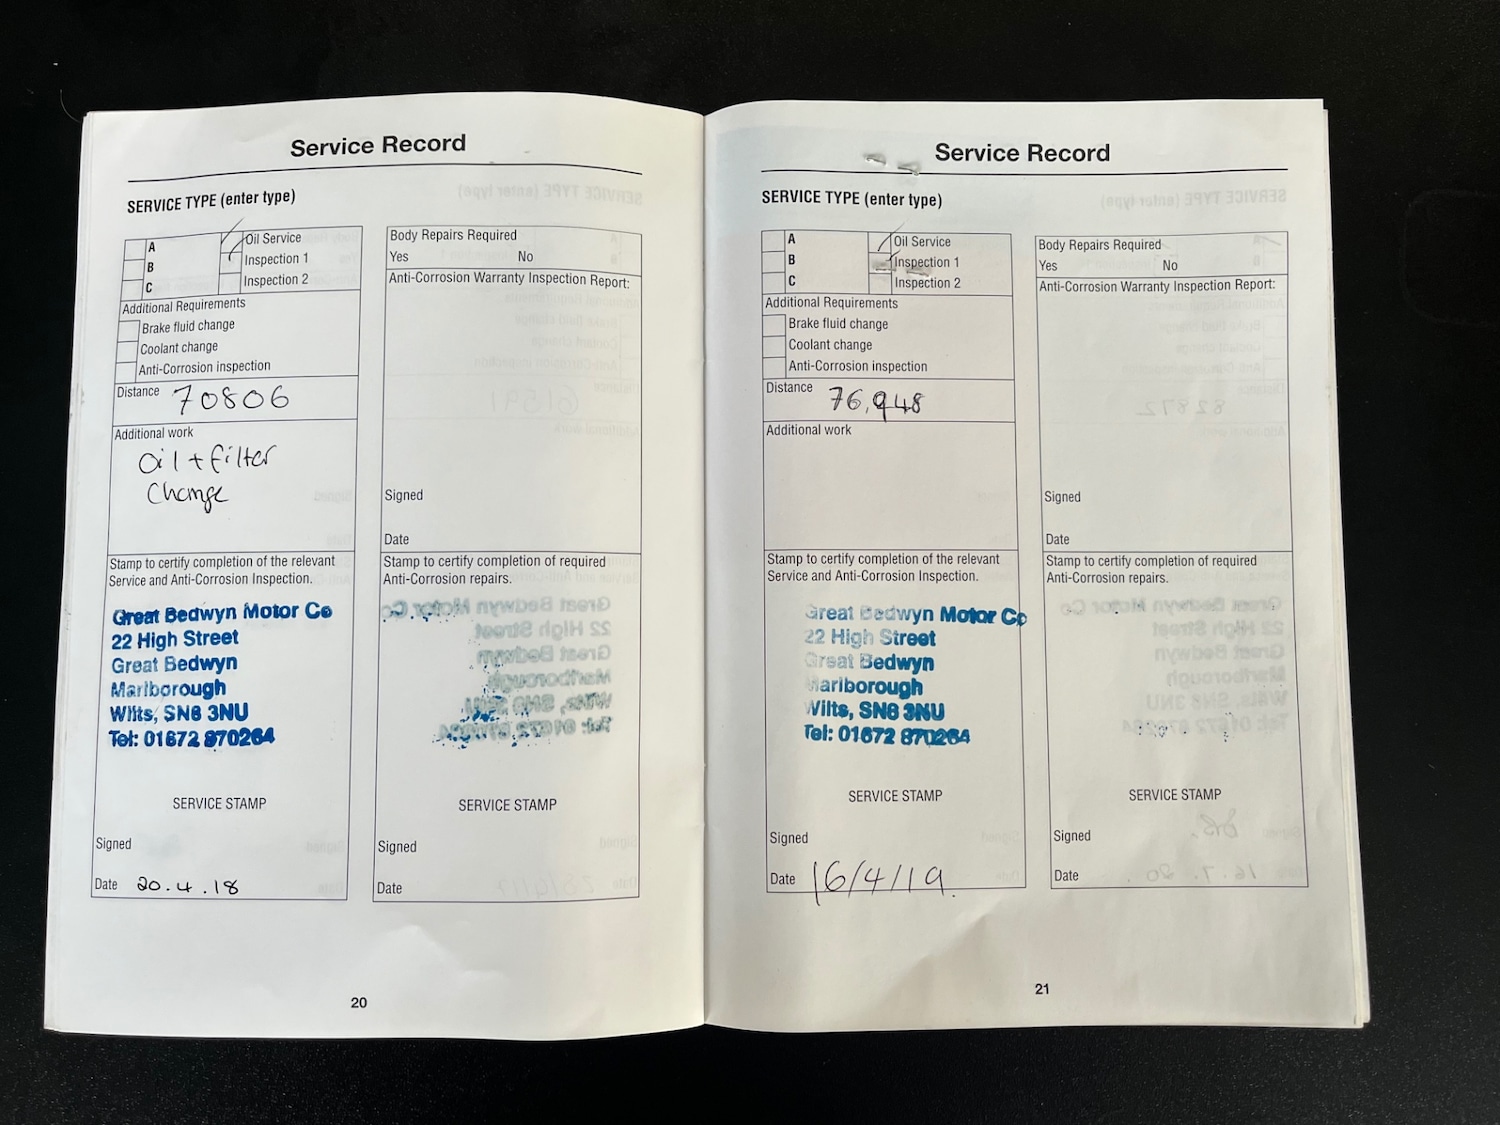 Service Record
SERVICE TYPE (enter type)
A
B
C
Oil Service
Inspection 1
Inspection 2
Additional Requirements
Brake fluid change
Coolant change
Anti-Corrosion inspection
Distance 70806
Additional work
Oil + filter
Change
Stamp to certify completion of the relevant
Service and Anti-Corrosion Inspection.
Great Bedwyn Motor Co
22 High Street
Great Bedwyn
Marlborough
Wilts, SN8 3NU
Tel: 01672 870264
SERVICE STAMP
Signed
Date 20.4.18
Body Repairs Required
Yes No
Anti-Corrosion Warranty Inspection Report:
Signed
Date
Stamp to certify completion of required
Anti-Corrosion repairs.
SERVICE STAMP
Signed
Date
20
Service Record
SERVICE TYPE (enter type)
A
B
C
Oil Service
Inspection 1
Inspection 2
Additional Requirements
Brake fluid change
Coolant change
Anti-Corrosion inspection
Distance 76,948
Additional work
Stamp to certify completion of the relevant
Service and Anti-Corrosion Inspection.
Great Bedwyn Motor Co
22 High Street
Great Bedwyn
Marlborough
Wilts, SN8 3NU
Tel: 01672 870264
SERVICE STAMP
Signed
Date 16/4/19.
Body Repairs Required
Yes No
Anti-Corrosion Warranty Inspection Report:
Signed
Date
Stamp to certify completion of required
Anti-Corrosion repairs.
SERVICE STAMP
Signed
Date
21